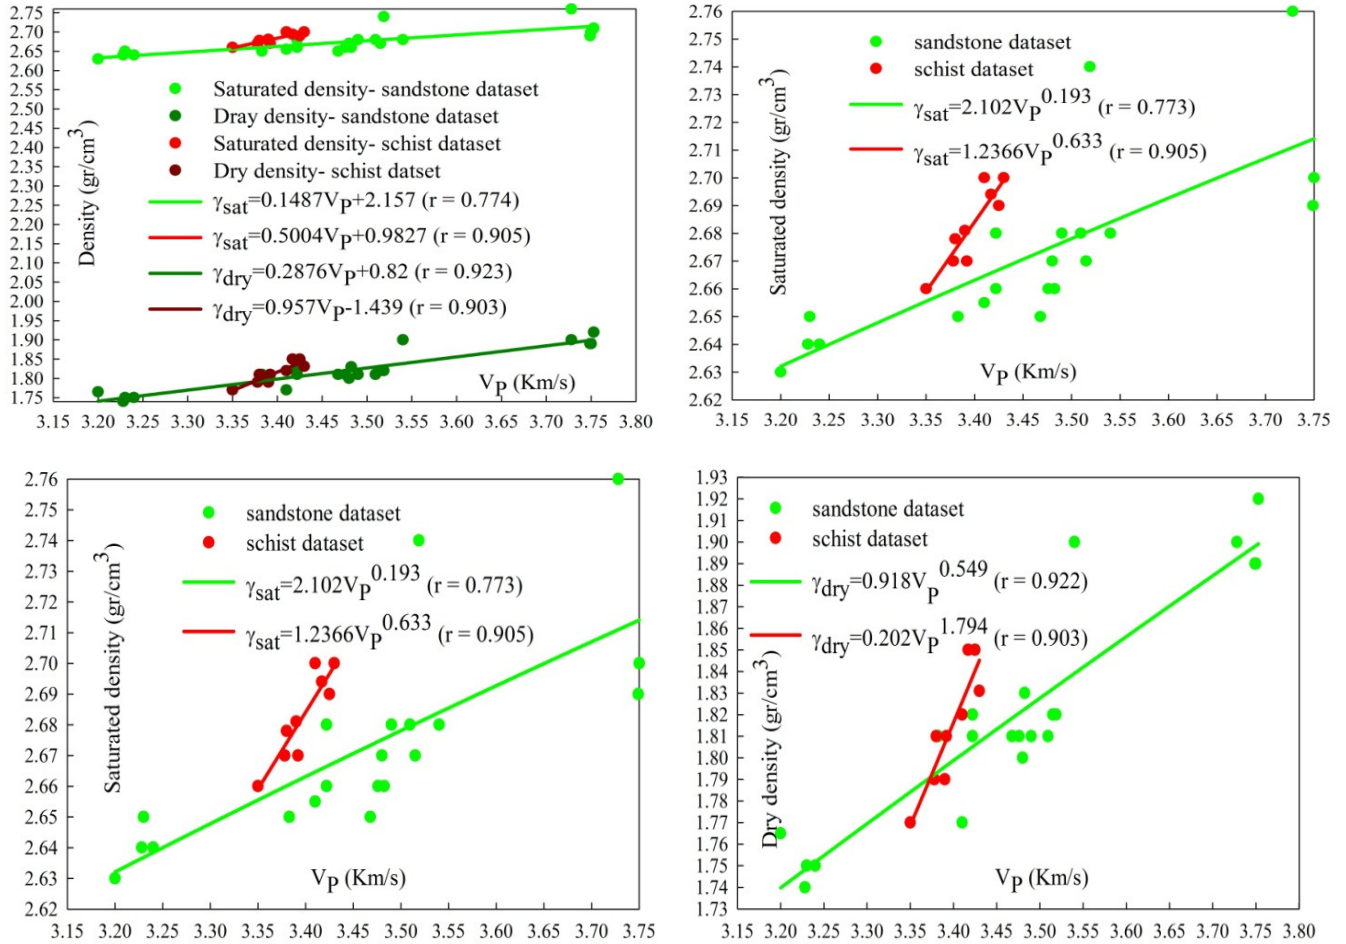 2.75
2.70
2.65
2.60
2.55
2.50
2.45
2.40
2.35
2.30
2.25
2.20
2.15
2.10
2.05
2.00
1.95
1.90
1.85
1.80
1.75
Density (gr/cm3)
Saturated density- sandstone dataset
Dray density- sandstone dataset
Saturated density- schist dataset
Dry density- schist datset
γsat=0.1487VP+2.157 (r = 0.774)
γsat=0.5004VP+0.9827 (r = 0.905)
γdry=0.2876VP+0.82 (r = 0.923)
γdry=0.957VP-1.439 (r = 0.903)
VP (Km/s)
3.15 3.20 3.25 3.30 3.35 3.40 3.45 3.50 3.55 3.60 3.65 3.70 3.75 3.80
2.76
2.75
2.74
2.73
2.72
2.71
2.70
2.69
2.68
2.67
2.66
2.65
2.64
2.63
2.62
Saturated density (gr/cm3)
sandstone dataset
schist dataset
γsat=2.102VP0.193 (r = 0.773)
γsat=1.2366VP0.633 (r = 0.905)
VP (Km/s)
3.15 3.20 3.25 3.30 3.35 3.40 3.45 3.50 3.55 3.60 3.65 3.70 3.75
2.76
2.75
2.74
2.73
2.72
2.71
2.70
2.69
2.68
2.67
2.66
2.65
2.64
2.63
2.62
Saturated density (gr/cm3)
sandstone dataset
schist dataset
γsat=2.102VP0.193 (r = 0.773)
γsat=1.2366VP0.633 (r = 0.905)
VP (Km/s)
3.15 3.20 3.25 3.30 3.35 3.40 3.45 3.50 3.55 3.60 3.65 3.70 3.75
1.93
1.92
1.91
1.90
1.89
1.88
1.87
1.86
1.85
1.84
1.83
1.82
1.81
1.80
1.79
1.78
1.77
1.76
1.75
1.74
1.73
Dry density (gr/cm3)
sandstone dataset
schist dataset
γdry=0.918VP0.549 (r = 0.922)
γdry=0.202VP1.794 (r = 0.903)
VP (Km/s)
3.15 3.20 3.25 3.30 3.35 3.40 3.45 3.50 3.55 3.60 3.65 3.70 3.75 3.80